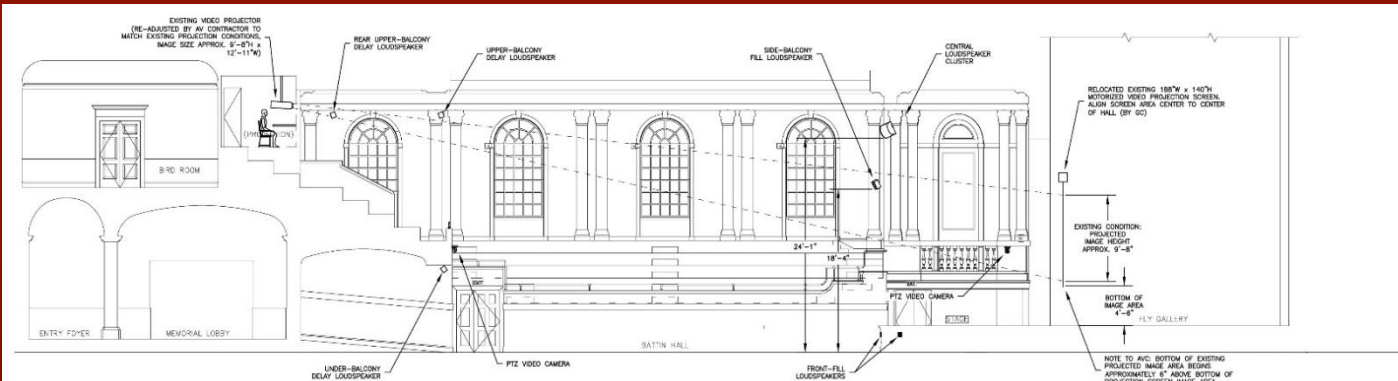 EXISTING VIDEO PROJECTOR
(RE-ADJUSTED BY AV CONTRACTOR TO
MATCH EXISTING PROJECTION CONDITIONS,
IMAGE SIZE APPROX. 9'-8"H x
12'-11"W)
REAR UPPER-BALCONY
DELAY LOUDSPEAKER
UPPER-BALCONY
DELAY LOUDSPEAKER
SIDE-BALCONY
FILL LOUDSPEAKER
CENTRAL
LOUDSPEAKER
CLUSTER
RELOCATED EXISTING 188"W x 140"H
MOTORIZED VIDEO PROJECTION SCREEN.
ALIGN SCREEN AREA CENTER TO CENTER
OF HALL (BY GC)
BIRD ROOM
EXISTING CONDITION:
PROJECTED
IMAGE HEIGHT
APPROX. 9'-8"
24'-1"
18'-4"
PTZ VIDEO CAMERA
BOTTOM OF
IMAGE AREA
4'-6"
ENTRY FOYER
MEMORIAL LOBBY
BATTIN HALL
STAGE
FLY GALLERY
UNDER-BALCONY
DELAY LOUDSPEAKER
PTZ VIDEO CAMERA
FRONT-FILL
LOUDSPEAKERS
NOTE TO AVC: BOTTOM OF EXISTING
PROJECTED IMAGE AREA BEGINS
APPROXIMATELY 6" ABOVE BOTTOM OF
PROJECTION SCREEN IMAGE AREA